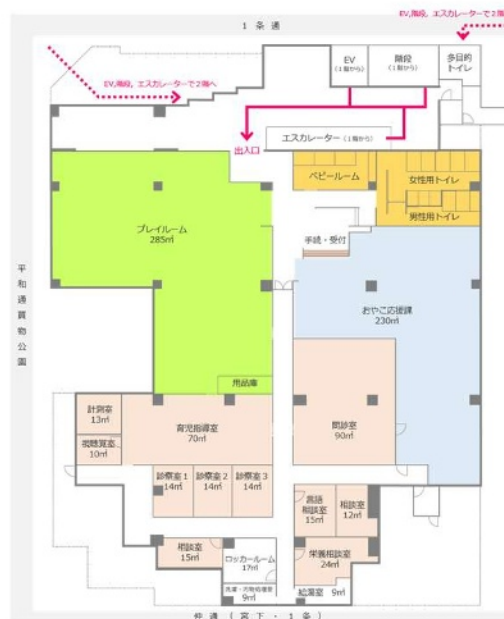 EV,階段, エスカレーターで2階
1条通
EV
(1階から)
階段
(1階から)
多目的
トイレ
EV,階段, エスカレーターで2階へ
エスカレーター(1階から)
出入口
ベビールーム
女性用トイレ
男性用トイレ
プレイルーム
285㎡
手続・受付
平和通買物公園
おやこ応援課
230㎡
用品庫
計測室
13㎡
視聴覚室
10㎡
育児指導室
70㎡
問診室
90㎡
診察室1
14㎡
診察室2
14㎡
診察室3
14㎡
言語
相談室
15㎡
相談室
12㎡
相談室
15㎡
ロッカールーム
17㎡
栄養相談室
24㎡
洗濯・汚物処理室
9㎡
給湯室 9㎡
仲通(宮下・1条)